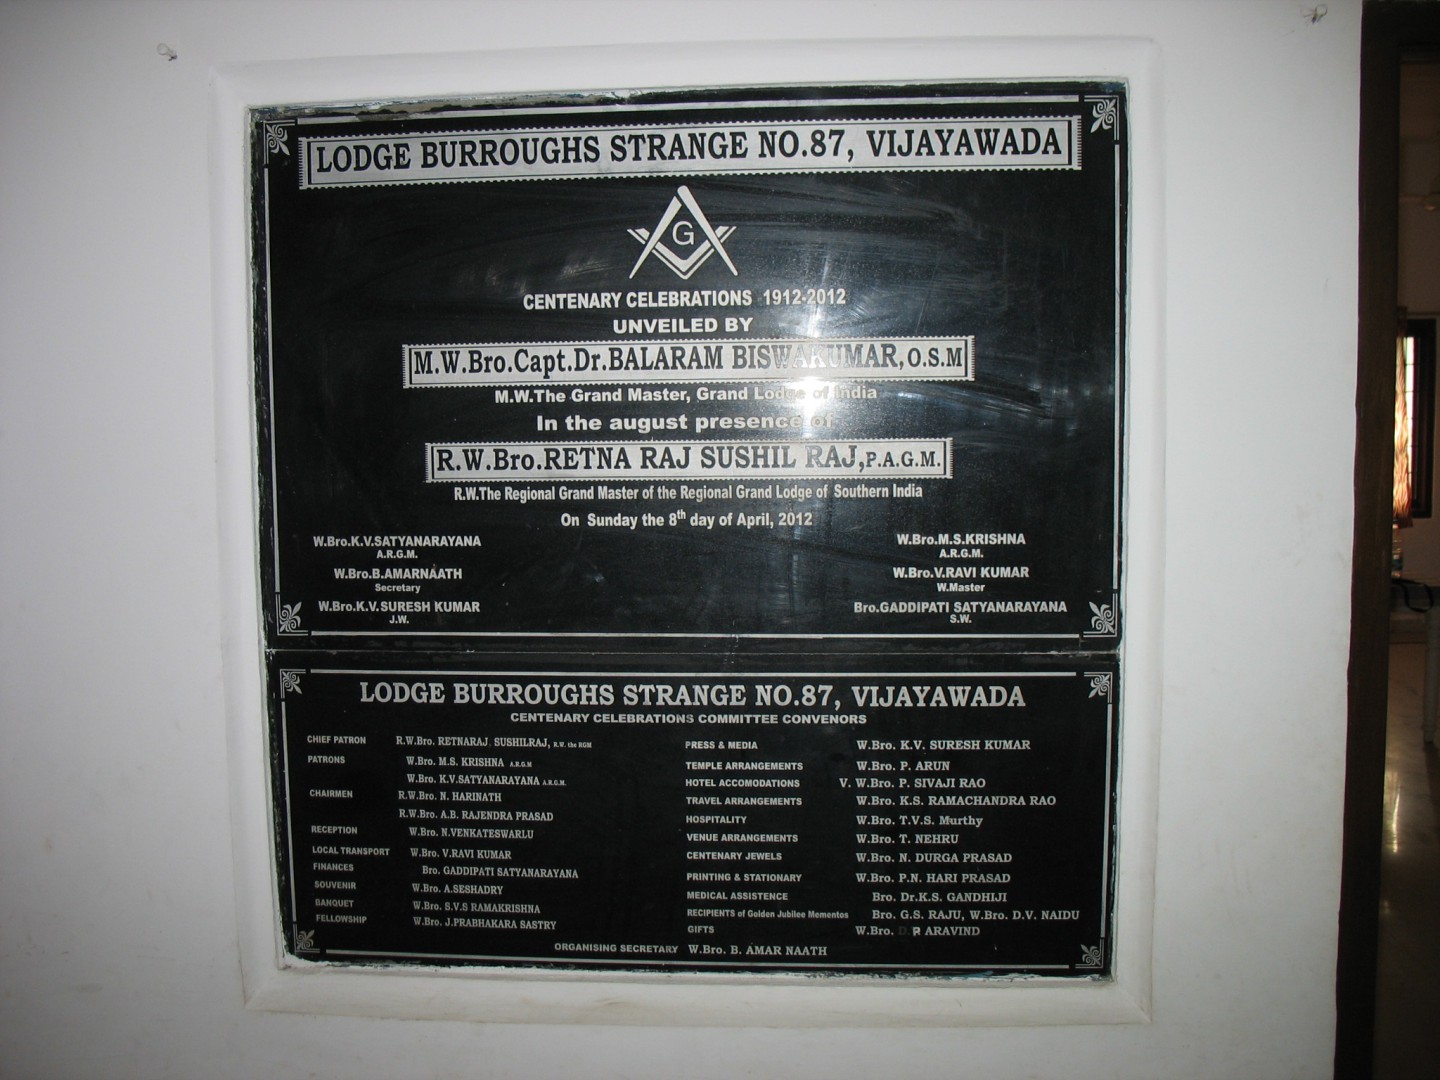 LODGE BURROUGHS STRANGE NO.87, VIJAYAWADA
G
CENTENARY CELEBRATIONS 1912-2012
UNVEILED BY
M.W.Bro.Capt.Dr.BALARAM BISWAKUMAR,O.S.M
M.W.The Grand Master, Grand Lodge of India
In the august presence of
R.W.Bro.RETNA RAJ SUSHIL RAJ,P.A.G.M.
R.W.The Regional Grand Master of the Regional Grand Lodge of Southern India
On Sunday the 8th day of April, 2012
W.Bro.K.V.SATYANARAYANA W.Bro.M.S.KRISHNA
A.R.G.M. A.R.G.M.
W.Bro.B.AMARNAATH W.Bro.V.RAVI KUMAR
Secretary W.Master
W.Bro.K.V.SURESH KUMAR Bro.GADDIPATI SATYANARAYANA
J.W. S.W.
LODGE BURROUGHS STRANGE NO.87, VIJAYAWADA
CENTENARY CELEBRATIONS COMMITTEE CONVENORS
CHIEF PATRON R.W.Bro. RETNARAJ SUSHILRAJ, R.W. the RGM
PATRONS W.Bro. M.S. KRISHNA A.R.G.M
W.Bro. K.V.SATYANARAYANA A.R.G.M.
CHAIRMEN R.W.Bro. N. HARINATH
R.W.Bro. A.B. RAJENDRA PRASAD
RECEPTION W.Bro. N.VENKATESWARLU
LOCAL TRANSPORT W.Bro. V.RAVI KUMAR
FINANCES Bro. GADDIPATI SATYANARAYANA
SOUVENIR W.Bro. A.SESHADRY
BANQUET W.Bro. S.V.S RAMAKRISHNA
FELLOWSHIP W.Bro. J.PRABHAKARA SASTRY
PRESS & MEDIA W.Bro. K.V. SURESH KUMAR
TEMPLE ARRANGEMENTS W.Bro. P. ARUN
HOTEL ACCOMODATIONS V. W.Bro. P. SIVAJI RAO
TRAVEL ARRANGEMENTS W.Bro. K.S. RAMACHANDRA RAO
HOSPITALITY W.Bro. T.V.S. Murthy
VENUE ARRANGEMENTS W.Bro. T. NEHRU
CENTENARY JEWELS W.Bro. N. DURGA PRASAD
PRINTING & STATIONARY W.Bro. P.N. HARI PRASAD
MEDICAL ASSISTENCE Bro. Dr.K.S. GANDHIJI
RECIPIENTS of Golden Jubilee Mementos Bro. G.S. RAJU, W.Bro. D.V. NAIDU
GIFTS W.Bro. D.P. ARAVIND
ORGANISING SECRETARY W.Bro. B. AMAR NAATH